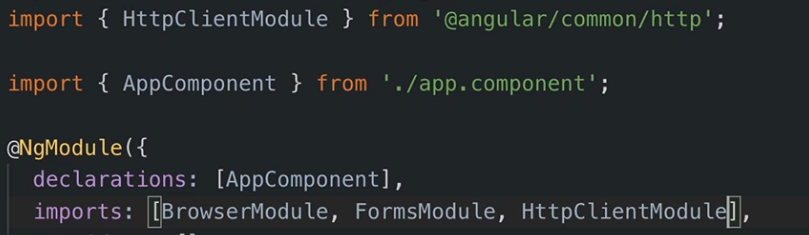 import { HttpClientModule } from '@angular/common/http';
import { AppComponent } from './app.component';
@NgModule({
declarations: [AppComponent],
imports: [BrowserModule, FormsModule, HttpClientModule],